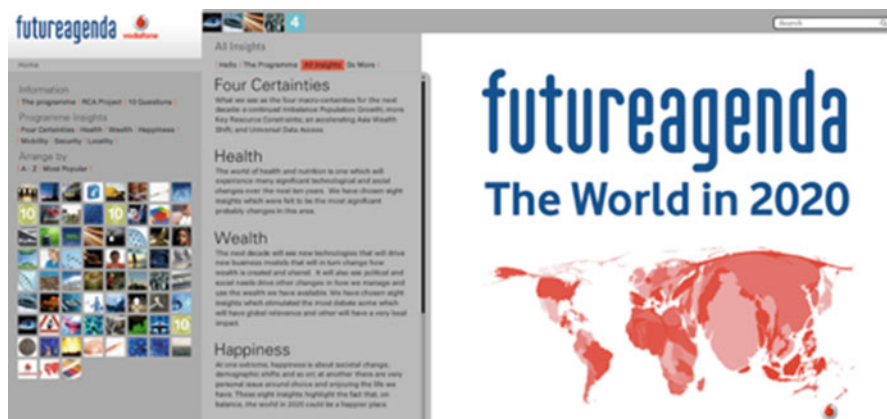 futureagenda vodafone
Home
Information
The programme | RCA Project | 10 Questions
Programme Insights
Four Certainties | Health | Wealth | Happiness
Mobility | Security | Locality
Arrange by
A - Z | Most Popular
10
10
10
4
All Insights
Hello | The Programme | All Insights | Do More
Four Certainties
What we see as the four macro-certainties for the next
decade a continued Imbalance Population Growth; more
Key Resource Constraints; an accelerating Asia Wealth
Shift; and Universal Data Access.
Health
The world of health and nutrition is one which will
experience many significant technological and social
changes over the next ten years. We have chosen eight
insights which were felt to be the most significant
probably changes in this area.
Wealth
The next decade will see new technologies that will drive
new business models that will in turn change how
wealth is created and shared. It will also see political and
social needs drive other changes in how we manage and
use the wealth we have available. We have chosen eight
insights which stimulated the most debate some which
will have global relevance and other will have a very local
impact.
Happiness
At one extreme, happiness is about societal change,
demographic shifts and so on; at another there are very
personal issue around choice and enjoying the life we
have. These eight insights highlight the fact that, on
balance, the world in 2020 could be a happier place.
Search
futureagenda
The World in 2020